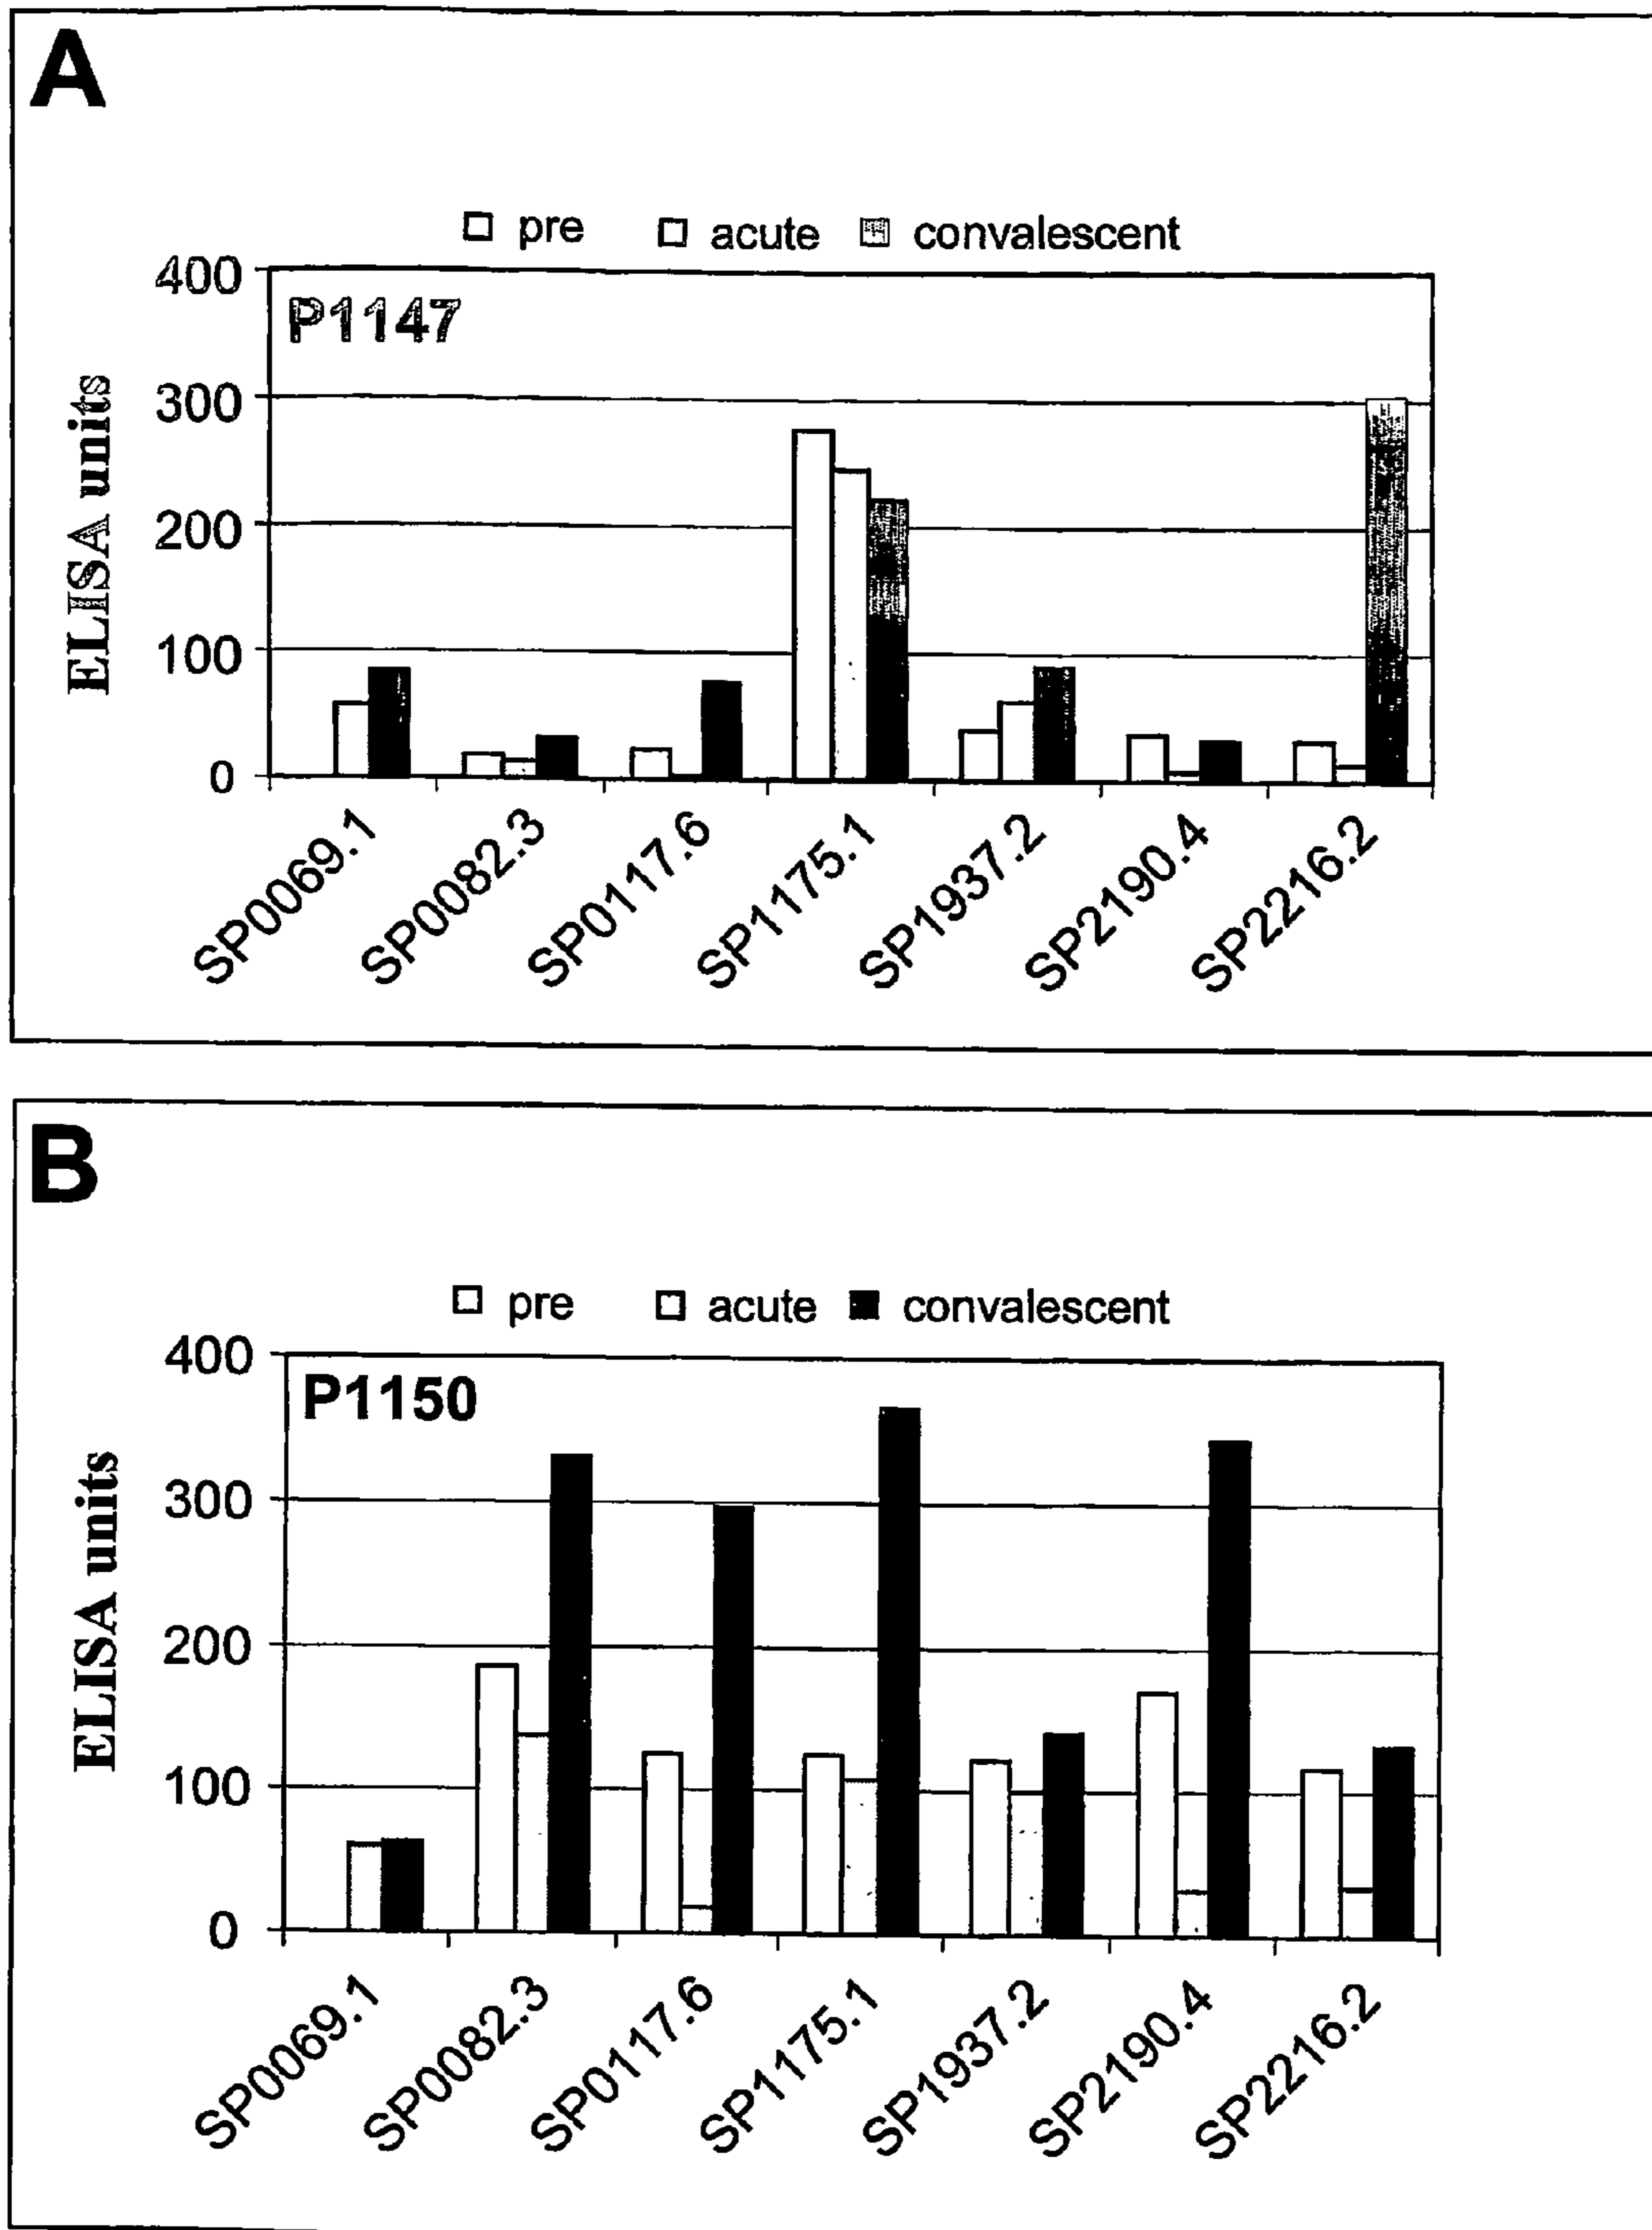 A
pre acute convalescent
400
P1147
300
200
100
0
ELISA units
SP0069.1 SP0082.3 SP0117.6 SP1175.1 SP1937.2 SP2190.4 SP2216.2
B
pre acute convalescent
400
P1150
300
200
100
0
ELISA units
SP0069.1 SP0082.3 SP0117.6 SP1175.1 SP1937.2 SP2190.4 SP2216.2